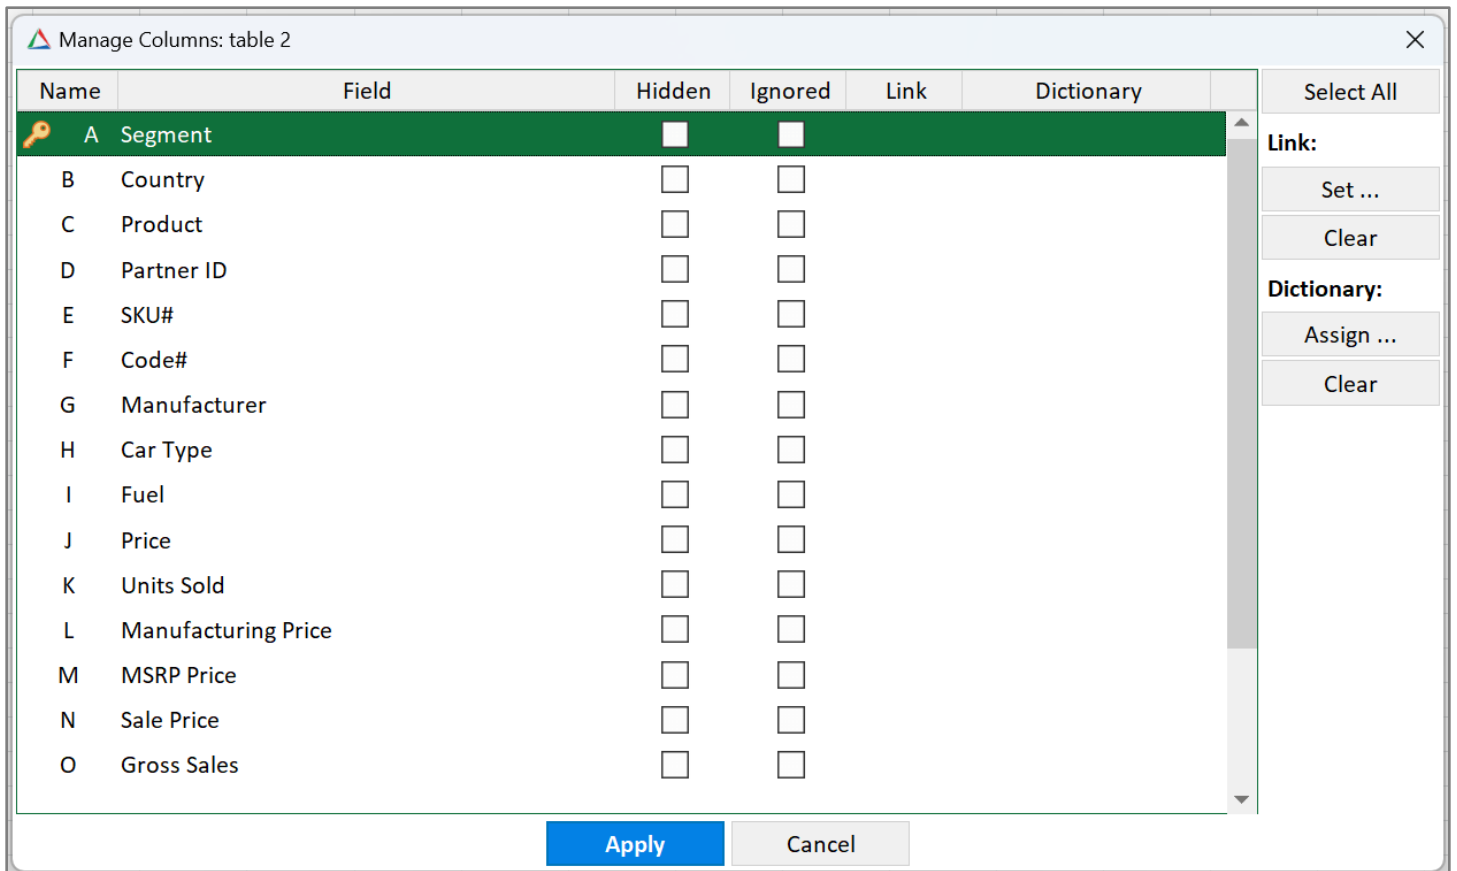 Manage Columns: table 2
Name Field Hidden Ignored Link Dictionary
Select All
A Segment
Link:
B Country
Set ...
C Product
Clear
D Partner ID
Dictionary:
E SKU#
Assign ...
F Code#
Clear
G Manufacturer
H Car Type
I Fuel
J Price
K Units Sold
L Manufacturing Price
M MSRP Price
N Sale Price
O Gross Sales
Apply Cancel